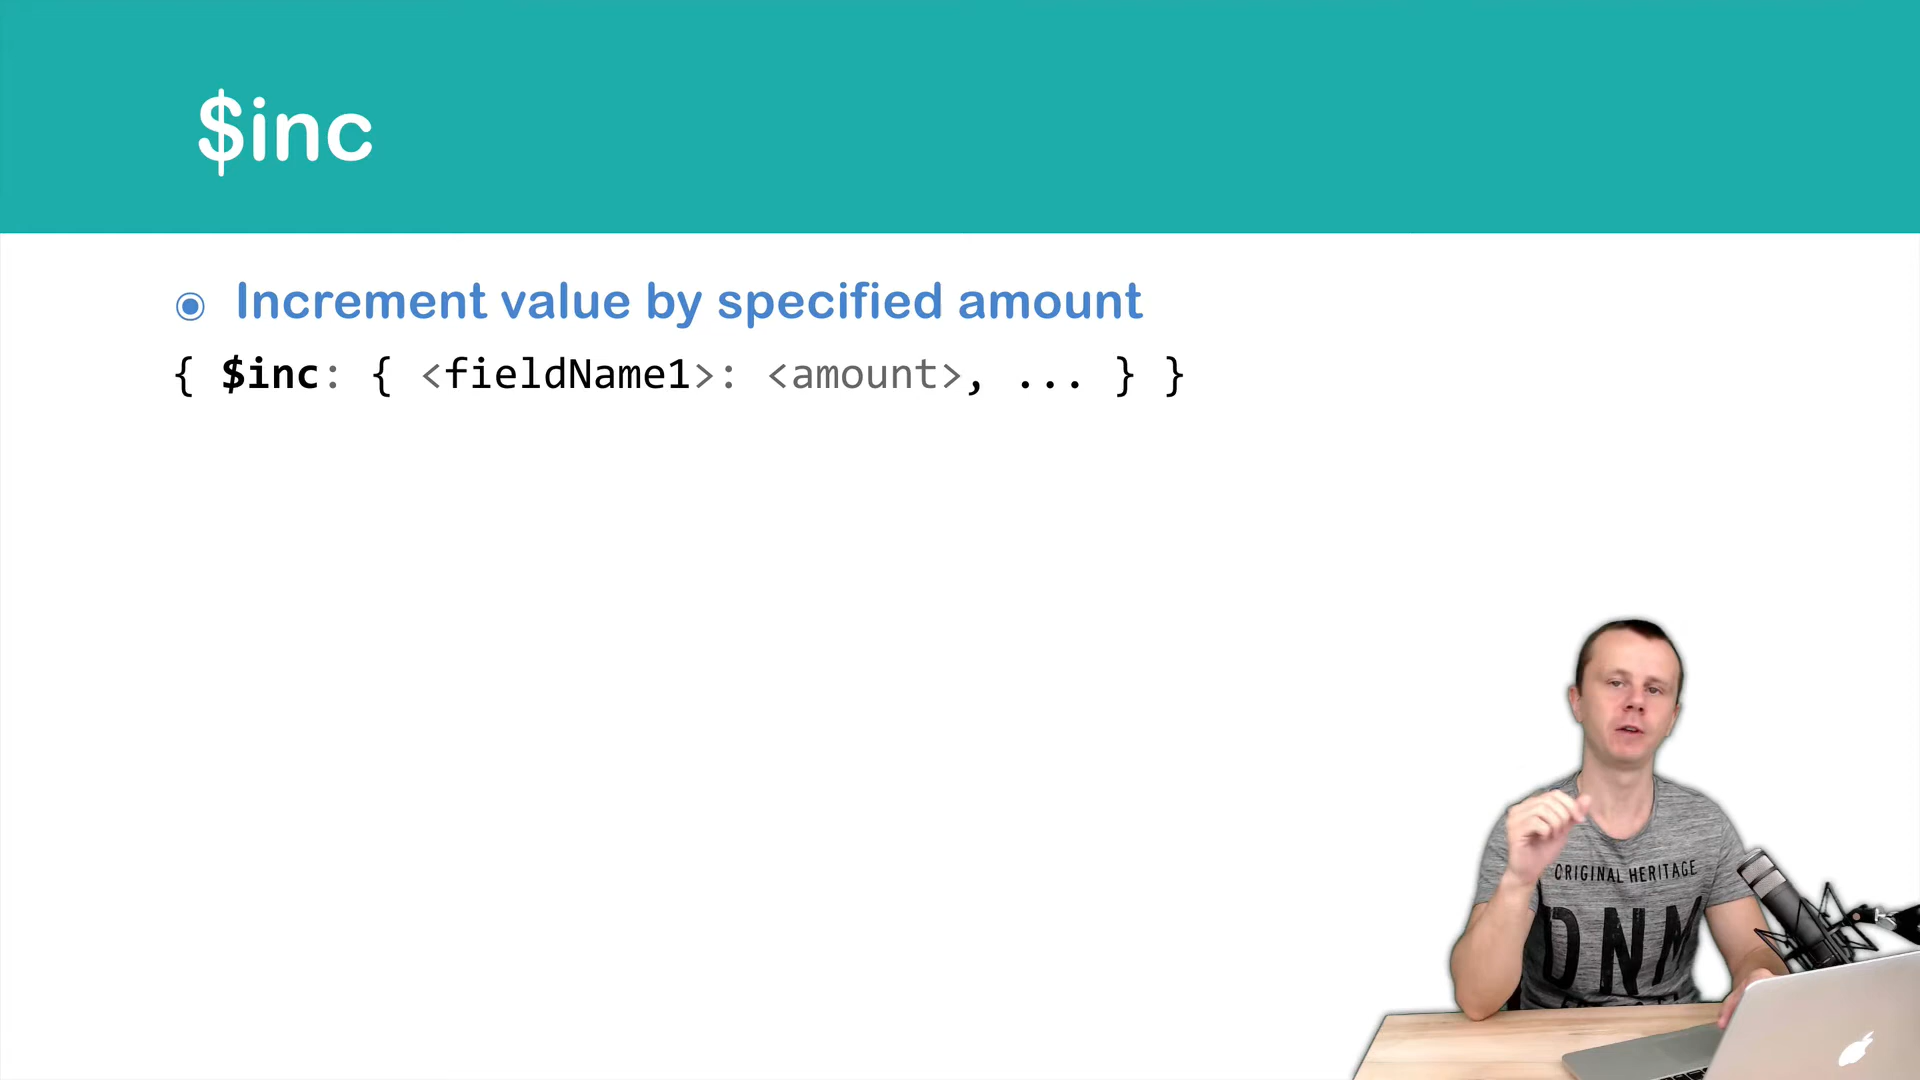 $inc
Increment value by specified amount
{ $inc: { <fieldName1>: <amount>, ... } }
ORIGINAL HERITAGE
DNM